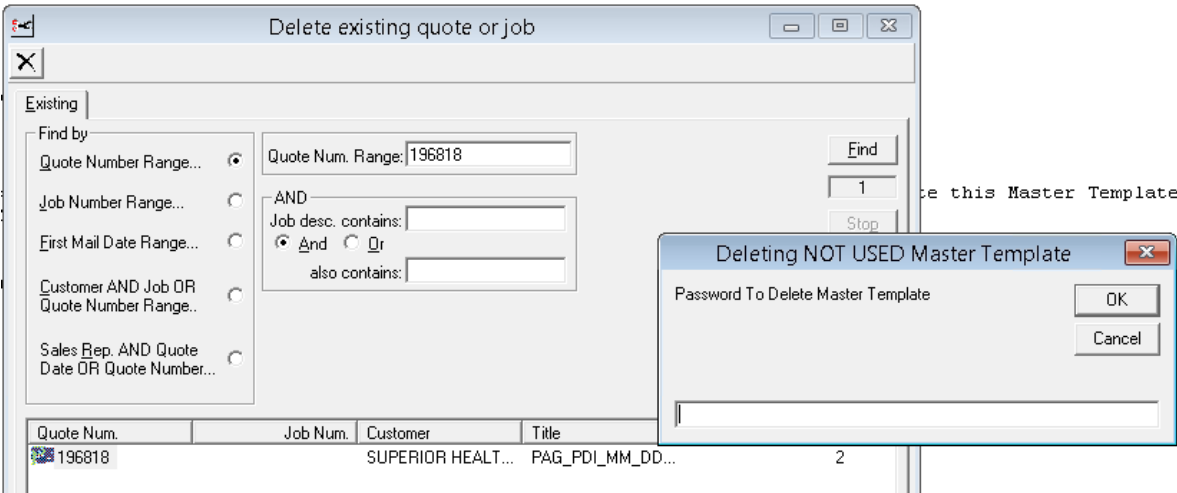 Delete existing quote or job
Existing
Find by
Quote Number Range...
Job Number Range...
First Mail Date Range...
Customer AND Job OR
Quote Number Range..
Sales Rep. AND Quote
Date OR Quote Number...
Quote Num. Range: 196818
AND
Job desc. contains:
And Or
also contains:
Find
1
Stop
te this Master Template
Deleting NOT USED Master Template
Password To Delete Master Template
OK
Cancel
Quote Num. Job Num. Customer Title
196818 SUPERIOR HEALT... PAG_PDI_MM_DD... 2